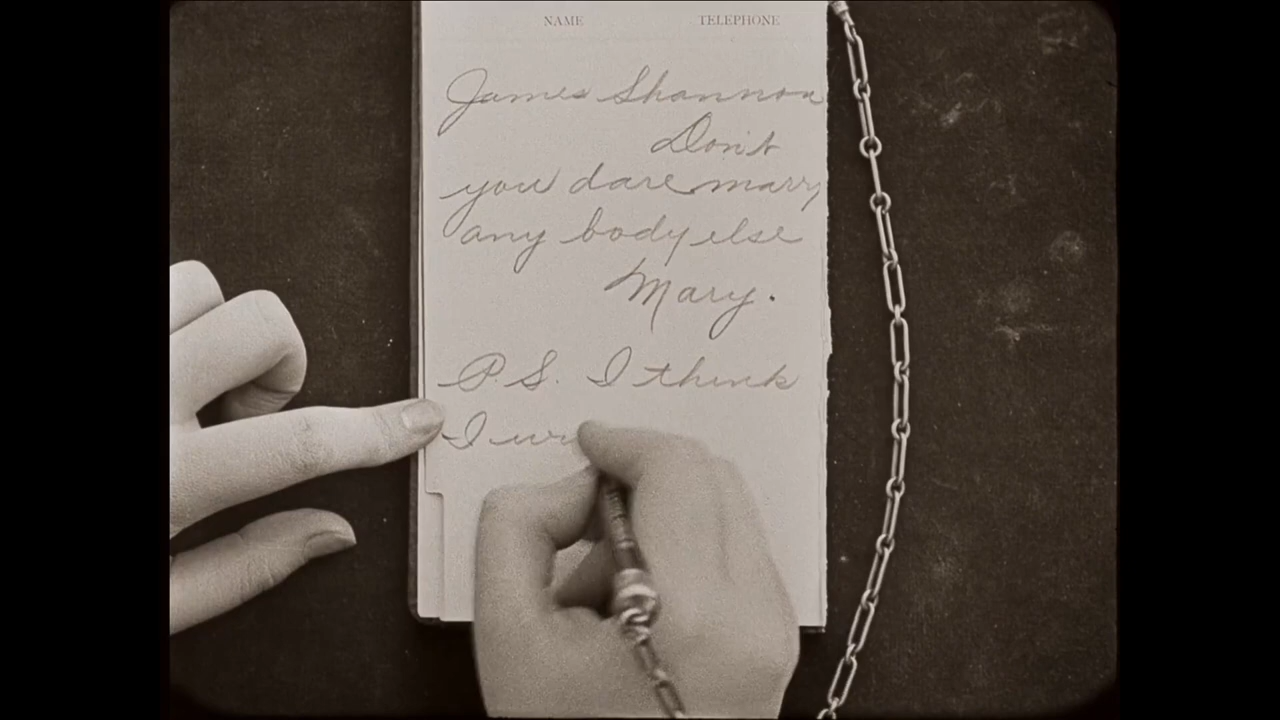 NAME TELEPHONE
James Shannon
Don't
you dare marry
any body else
Mary.
P.S. I think
I